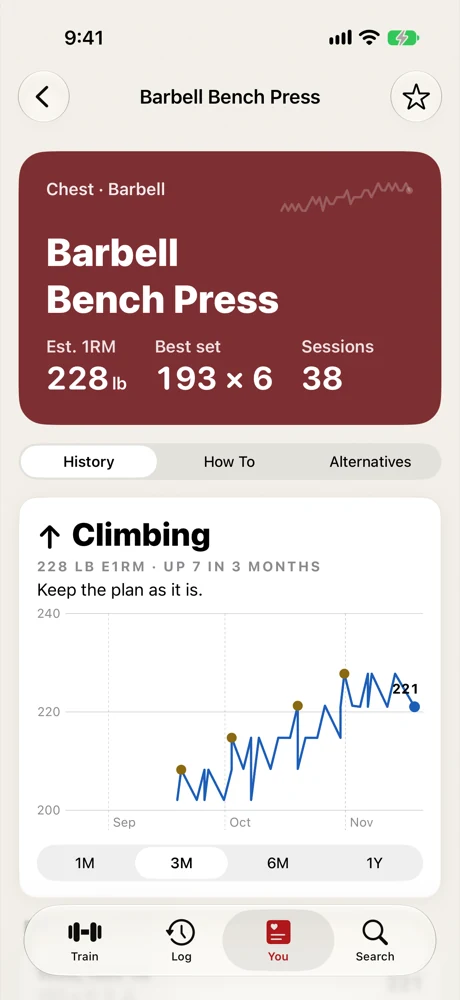 9:41
Barbell Bench Press
Chest · Barbell
Barbell
Bench Press
Est. 1RM
Best set
Sessions
228 lb
193 × 6
38
History
How To
Alternatives
↑ Climbing
228 LB E1RM · UP 7 IN 3 MONTHS
Keep the plan as it is.
240
221
220
200
Sep
Oct
Nov
1M
3M
6M
1Y
Train
Log
You
Search